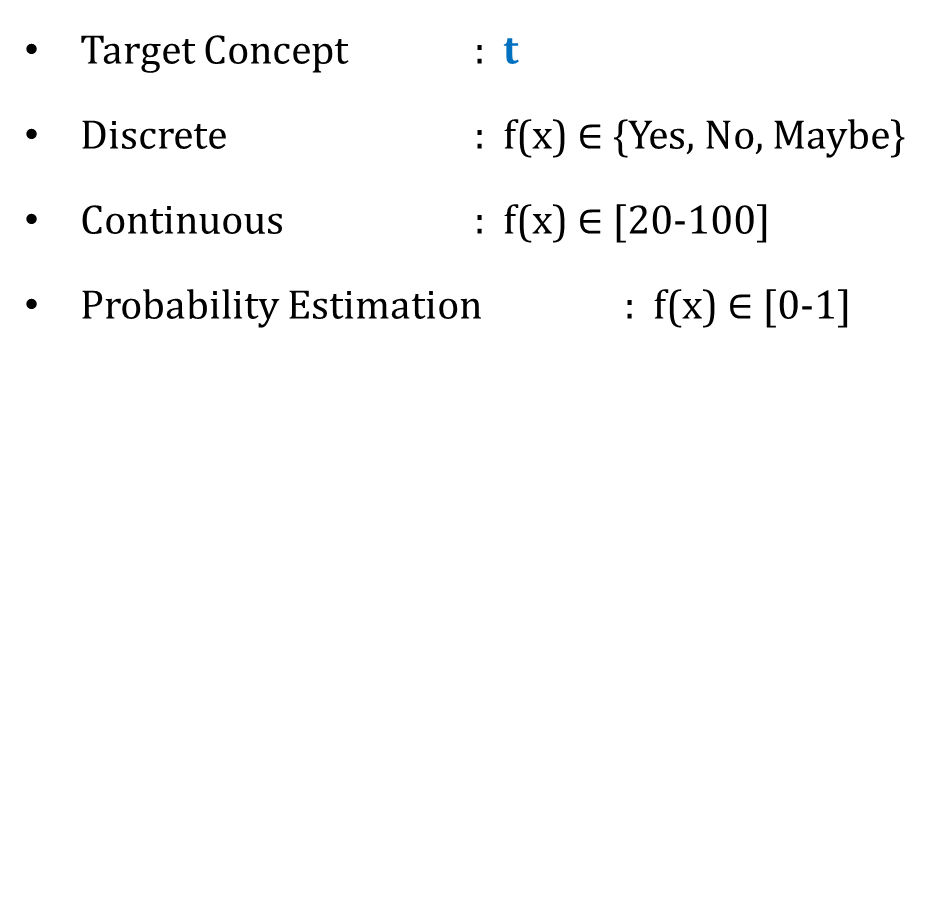 • Target Concept : t
• Discrete : f(x) ∈ {Yes, No, Maybe}
• Continuous : f(x) ∈ [20-100]
• Probability Estimation : f(x) ∈ [0-1]